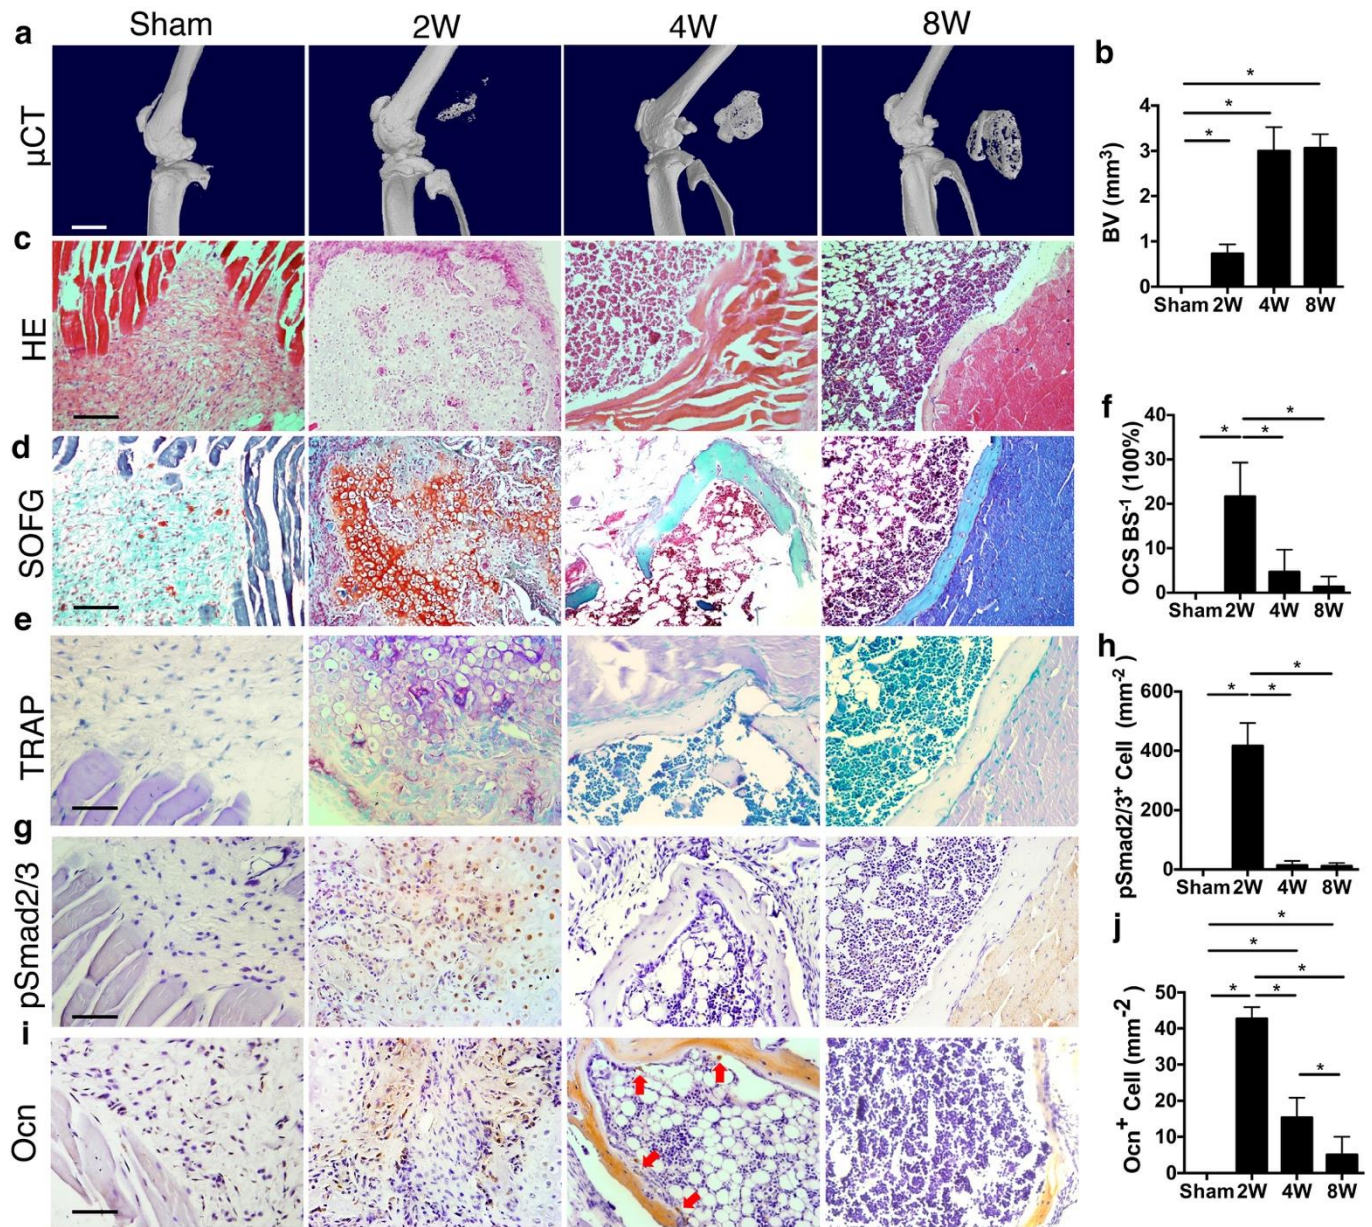 a
Sham 2W 4W 8W
μCT
c
HE
d
SOFG
e
TRAP
g
pSmad2/3
i
Ocn
b
* * *
BV (mm³)
4
3
2
1
0
Sham 2W 4W 8W
f
* * *
OCS BS⁻¹ (100%)
40
30
20
10
0
Sham 2W 4W 8W
h
* * *
pSmad2/3⁺ Cell (mm⁻²)
600
400
200
0
Sham 2W 4W 8W
j
* * * * * *
Ocn⁺ Cell (mm⁻²)
50
40
30
20
10
0
Sham 2W 4W 8W